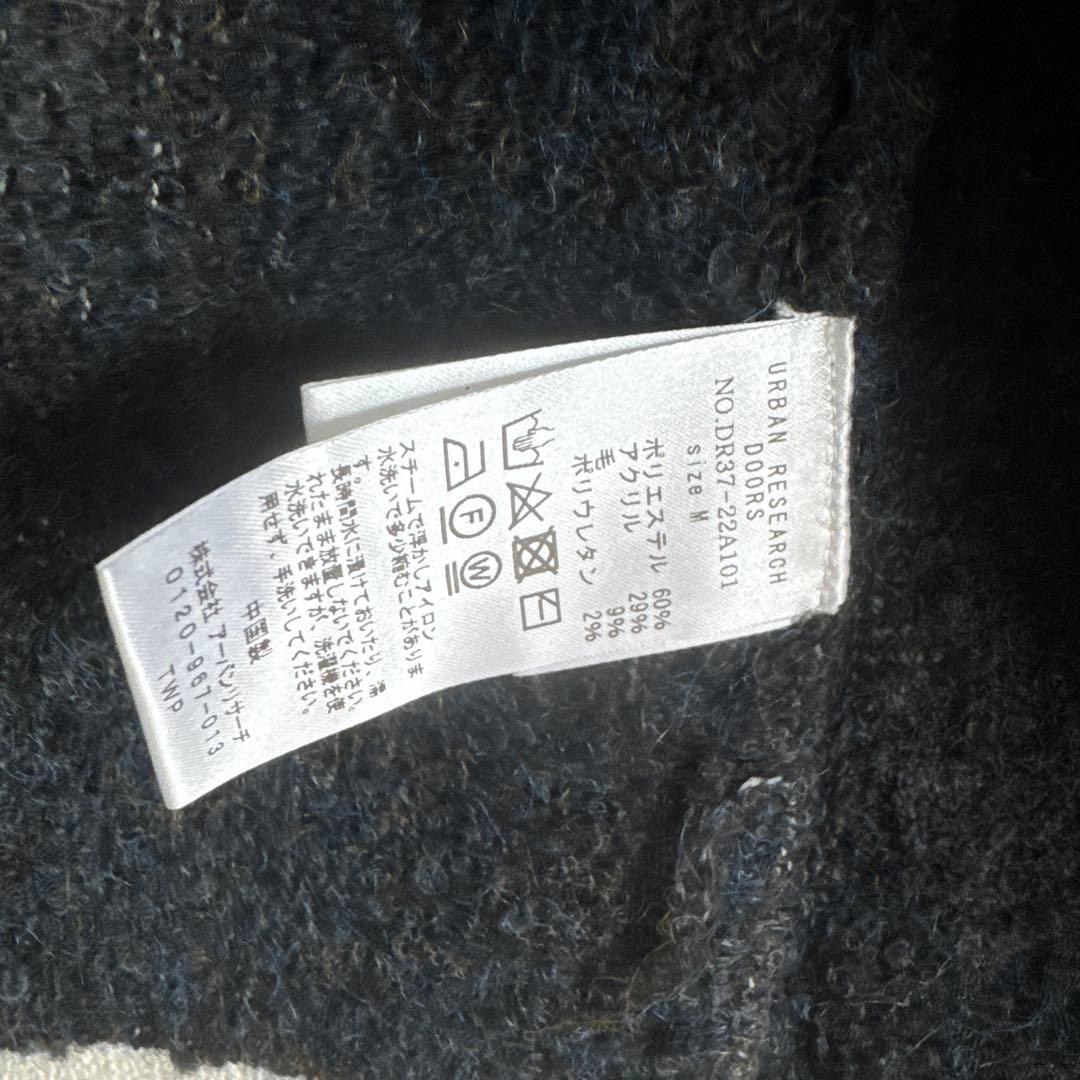 URBAN RESEARCH
DOORS
NO.DR37-22A101
size M
ポリエステル 60%
アクリル 29%
毛 9%
ポリウレタン 2%
F W
スチームで浮かしアイロン
水洗いで多少縮むことがありま
す。長時間水に漬けておいたり、濡
れたまま放置しないでください。
水洗いできますが、洗濯機を使
用せず、手洗いしてください。
中国製
株式会社 アーバンリサーチ
0120-967-013
TWP